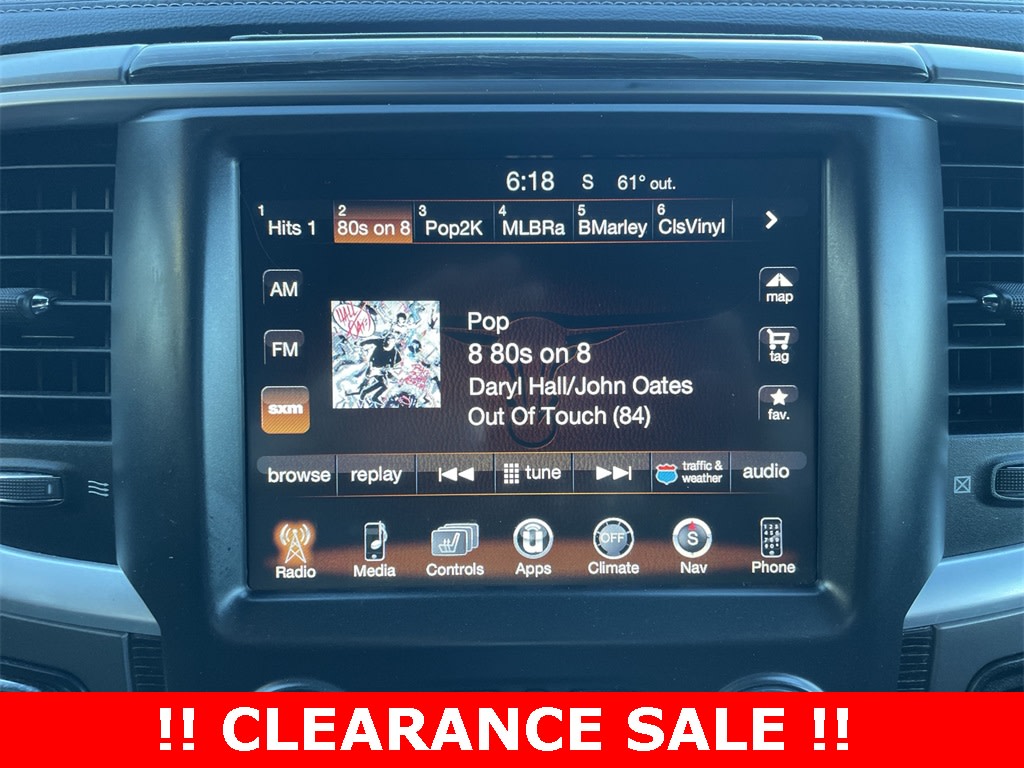 6:18 S 61° out.
1 Hits 1
2 80s on 8
3 Pop2K
4 MLBRa
5 BMarley
6 ClsVinyl
AM
map
Pop
FM
8 80s on 8
tag
Daryl Hall/John Oates
sxm
Out Of Touch (84)
fav.
browse replay tune traffic & weather audio
OFF S
Radio Media Controls Apps Climate Nav Phone
!! CLEARANCE SALE !!